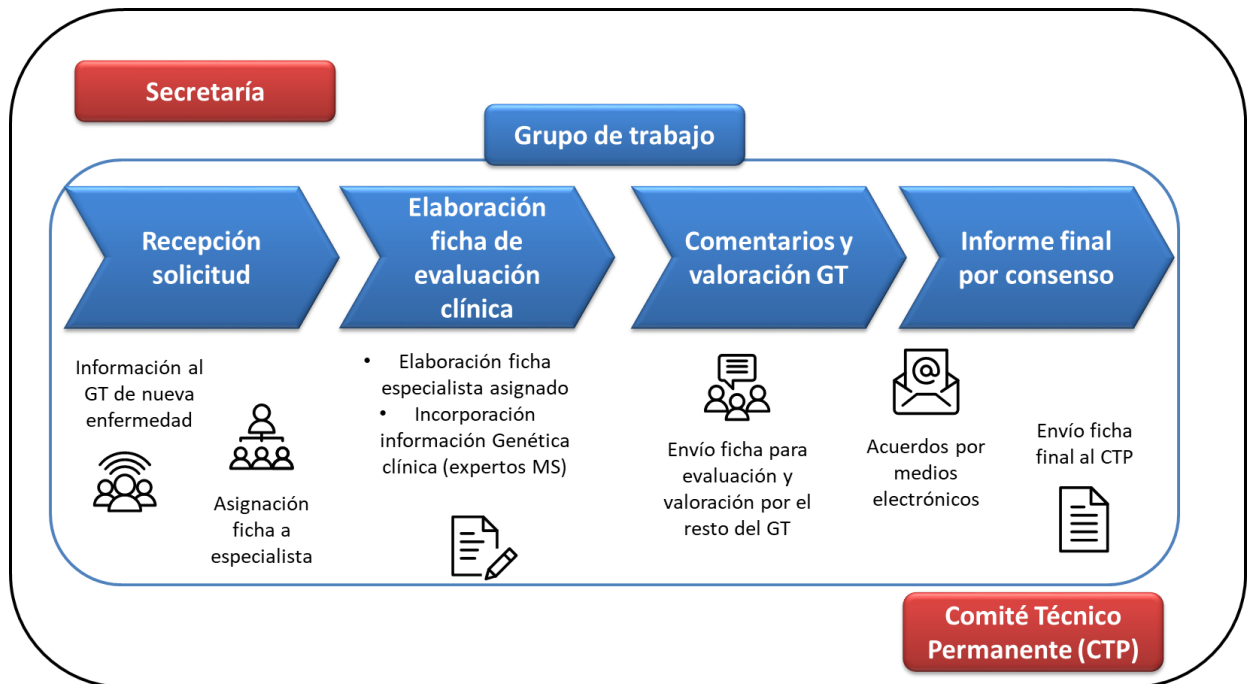 Secretaría
Grupo de trabajo
Recepción
solicitud
Elaboración
ficha de
evaluación
clínica
Comentarios y
valoración GT
Informe final
por consenso
Información al
GT de nueva
enfermedad
Asignación
ficha a
especialista
• Elaboración ficha
especialista asignado
• Incorporación
información Genética
clínica (expertos MS)
Envío ficha para
evaluación y
valoración por el
resto del GT
@
Acuerdos por
medios
electrónicos
Envío ficha
final al CTP
Comité Técnico
Permanente (CTP)